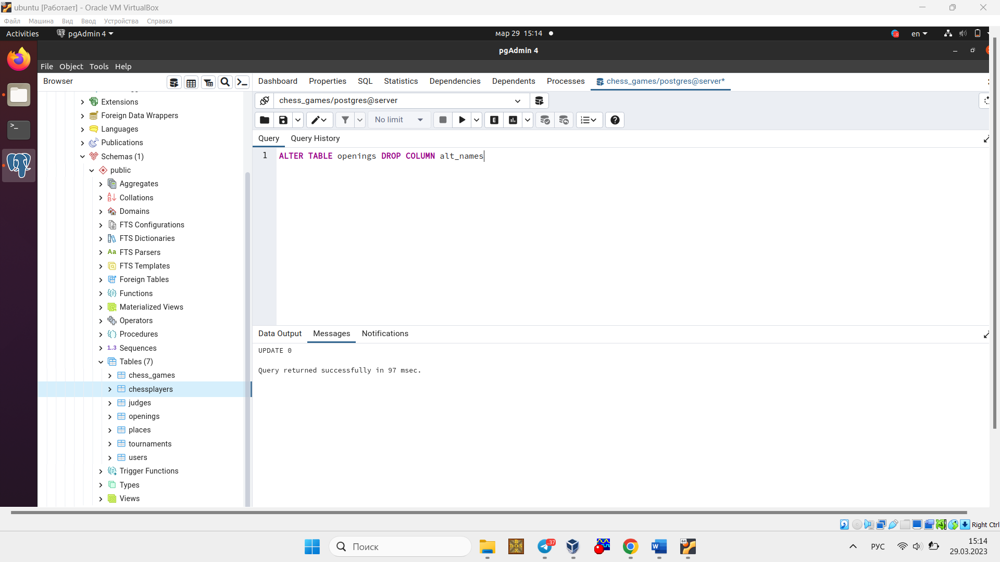 ubuntu [Работает] - Oracle VM VirtualBox
Файл Машина Вид Ввод Устройства Справка
Activities pgAdmin 4 мар 29 15:14 en
pgAdmin 4
File Object Tools Help
Browser
Dashboard Properties SQL Statistics Dependencies Dependents Processes chess_games/postgres@server*
chess_games/postgres@server
No limit
Query Query History
1 ALTER TABLE openings DROP COLUMN alt_names
Extensions
Foreign Data Wrappers
Languages
Publications
Schemas (1)
public
Aggregates
Collations
Domains
FTS Configurations
FTS Dictionaries
Aa FTS Parsers
FTS Templates
Foreign Tables
Functions
Materialized Views
Operators
Procedures
1..3 Sequences
Tables (7)
chess_games
chessplayers
judges
openings
places
tournaments
users
Trigger Functions
Types
Views
Data Output Messages Notifications
UPDATE 0
Query returned successfully in 97 msec.
Right Ctrl
Поиск
..37
64
РУС
15:14
29.03.2023